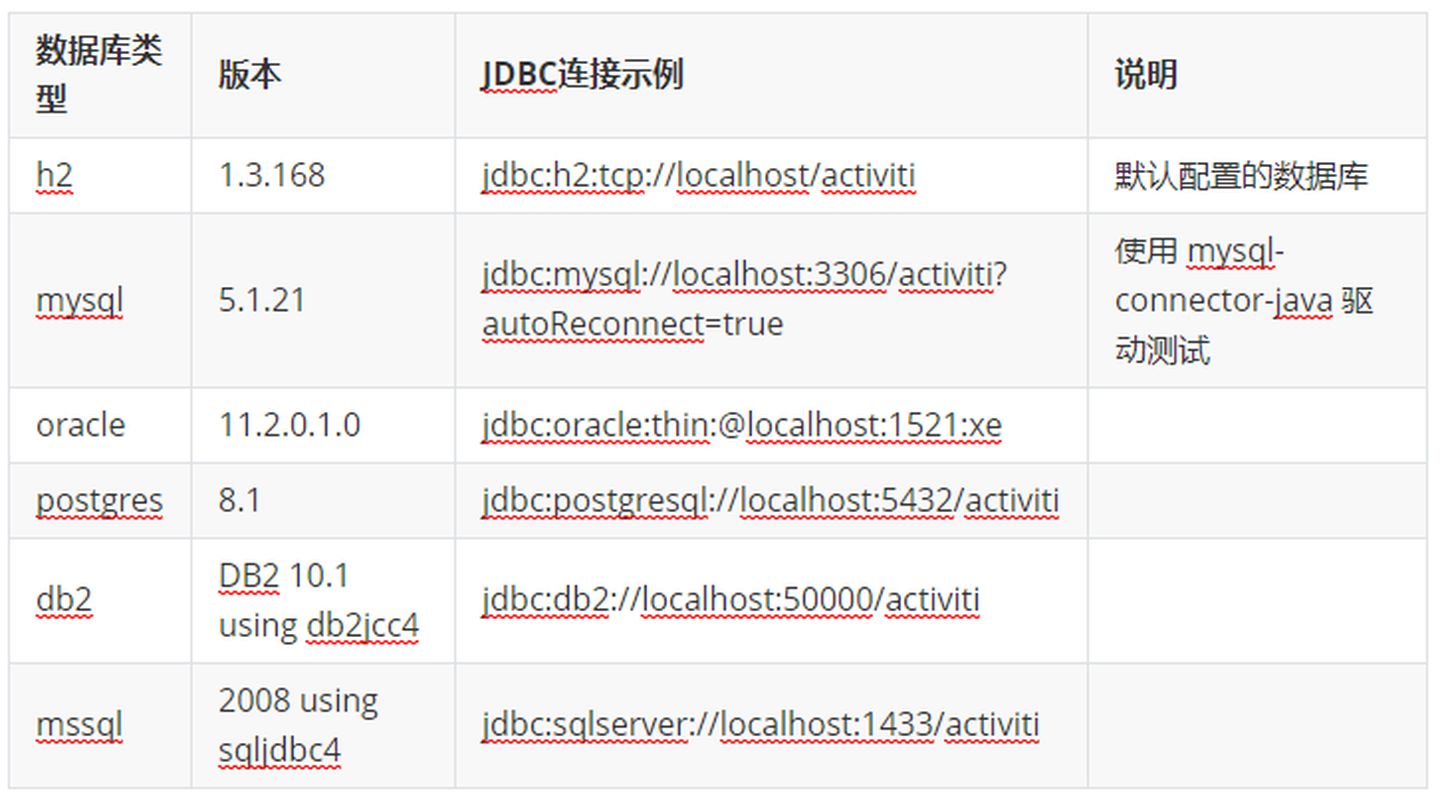 数据库类
型
版本
JDBC连接示例
说明
h2
1.3.168
jdbc:h2:tcp://localhost/activiti
默认配置的数据库
mysql
5.1.21
jdbc:mysql://localhost:3306/activiti?
autoReconnect=true
使用 mysql-
connector-java 驱
动测试
oracle
11.2.0.1.0
jdbc:oracle:thin:@localhost:1521:xe
postgres
8.1
jdbc:postgresql://localhost:5432/activiti
db2
DB2 10.1
using db2jcc4
jdbc:db2://localhost:50000/activiti
mssql
2008 using
sqljdbc4
jdbc:sqlserver://localhost:1433/activiti